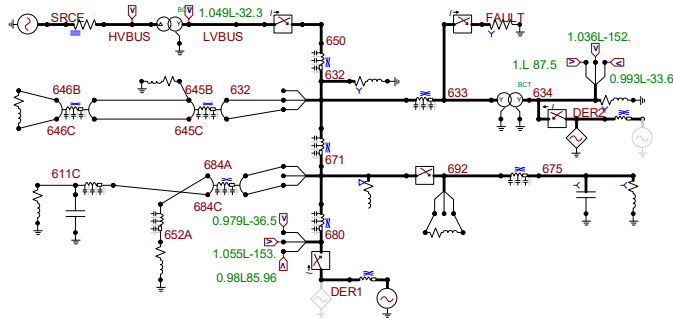 SRCE
HVBUS
BCT
1.049L-32.3
LVBUS
I
650
632
I
FAULT
1.036L-152.
1.L 87.5
0.993L-33.6
633
BCT
634
DER2
646B
646C
645B
645C
632
671
611C
684A
684C
652A
692
675
0.979L-36.5
1.055L-153.
0.98L85.96
680
DER1